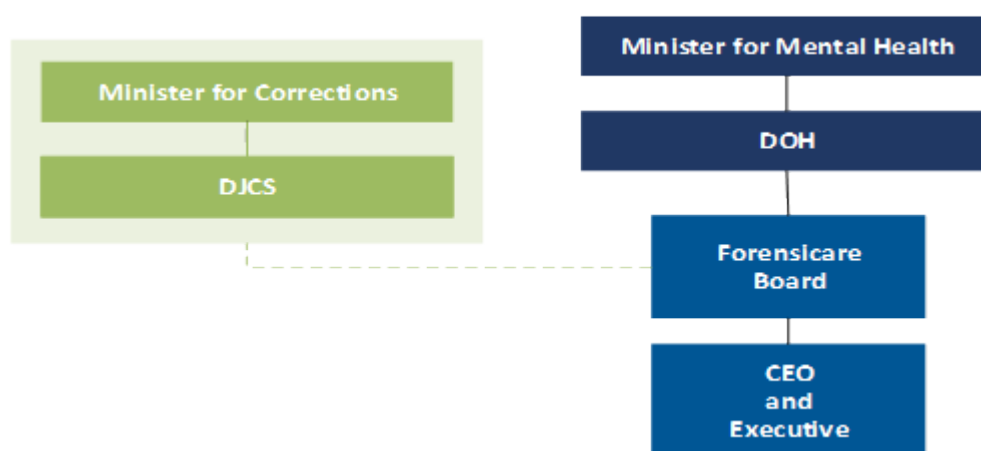 Minister for Mental Health
Minister for Corrections
DOH
DJCS
Forensicare
Board
CEO
and
Executive